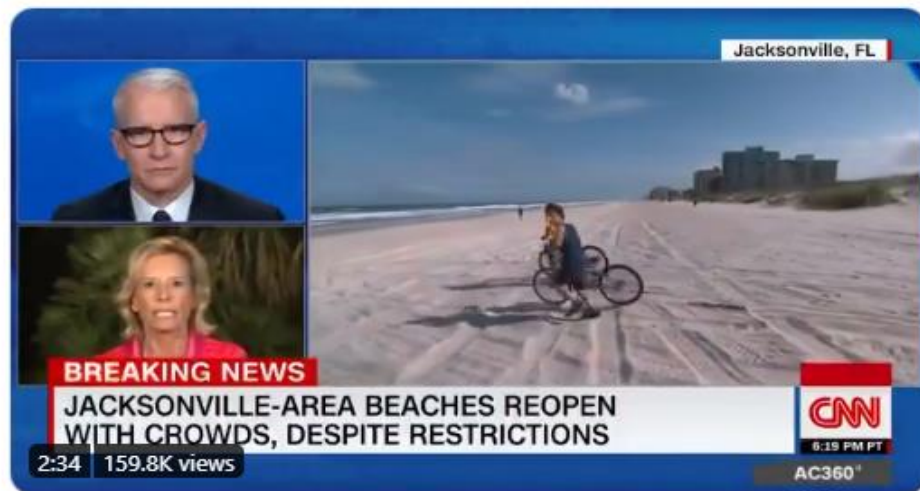 Jacksonville, FL
BREAKING NEWS
JACKSONVILLE-AREA BEACHES REOPEN
WITH CROWDS, DESPITE RESTRICTIONS
CNN
6:19 PM PT
2:34 159.8K views
AC360°